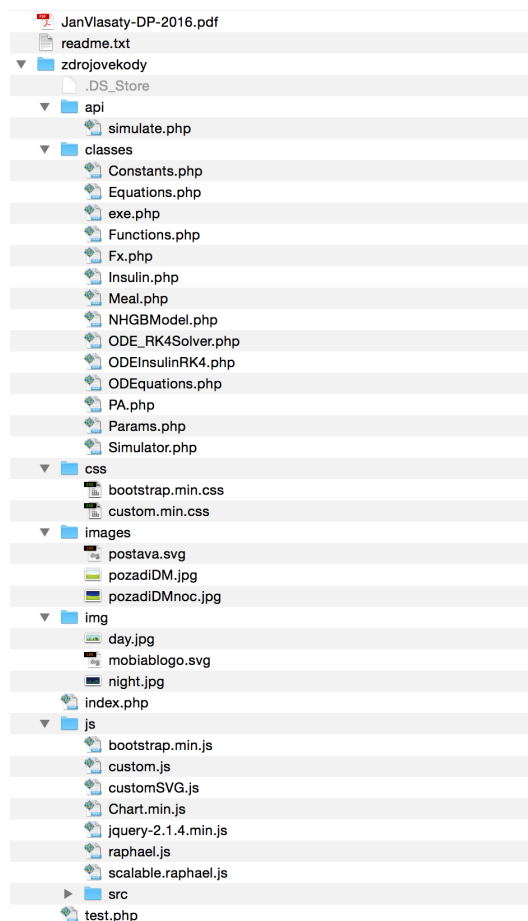 JanVlasaty-DP-2016.pdf
readme.txt
zdrojovekody
.DS_Store
api
simulate.php
classes
Constants.php
Equations.php
exe.php
Functions.php
Fx.php
Insulin.php
Meal.php
NHGBModel.php
ODE_RK4Solver.php
ODEInsulinRK4.php
ODEquations.php
PA.php
Params.php
Simulator.php
css
bootstrap.min.css
custom.min.css
images
postava.svg
pozadiDM.jpg
pozadiDMnoc.jpg
img
day.jpg
mobiablogo.svg
night.jpg
index.php
js
bootstrap.min.js
custom.js
customSVG.js
Chart.min.js
jquery-2.1.4.min.js
raphael.js
scalable.raphael.js
src
test.php